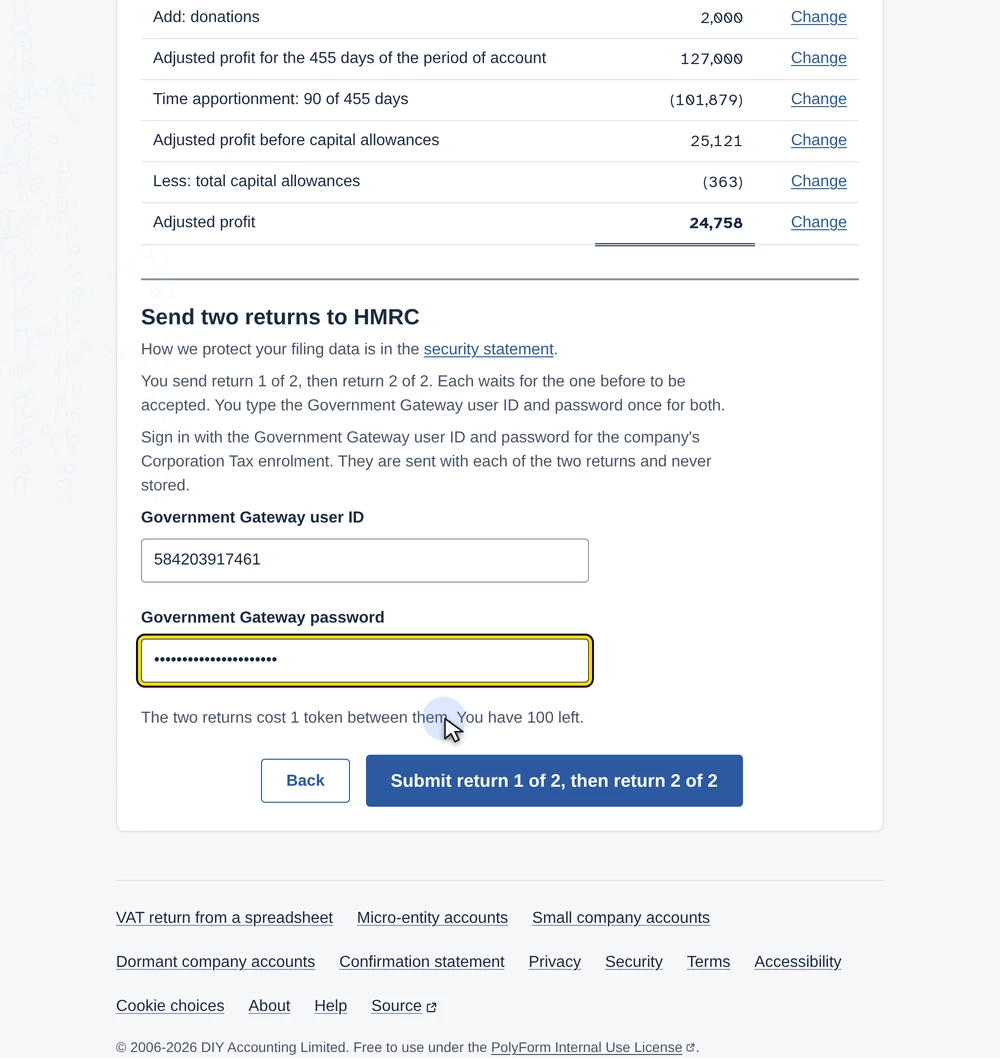 Add: donations 2,000 Change
Adjusted profit for the 455 days of the period of account 127,000 Change
Time apportionment: 90 of 455 days (101,879) Change
Adjusted profit before capital allowances 25,121 Change
Less: total capital allowances (363) Change
Adjusted profit 24,758 Change
Send two returns to HMRC
How we protect your filing data is in the security statement.
You send return 1 of 2, then return 2 of 2. Each waits for the one before to be
accepted. You type the Government Gateway user ID and password once for both.
Sign in with the Government Gateway user ID and password for the company's
Corporation Tax enrolment. They are sent with each of the two returns and never
stored.
Government Gateway user ID
584203917461
Government Gateway password
••••••••••••••••••••••
The two returns cost 1 token between them. You have 100 left.
Back Submit return 1 of 2, then return 2 of 2
VAT return from a spreadsheet Micro-entity accounts Small company accounts
Dormant company accounts Confirmation statement Privacy Security Terms Accessibility
Cookie choices About Help Source
© 2006-2026 DIY Accounting Limited. Free to use under the PolyForm Internal Use License.